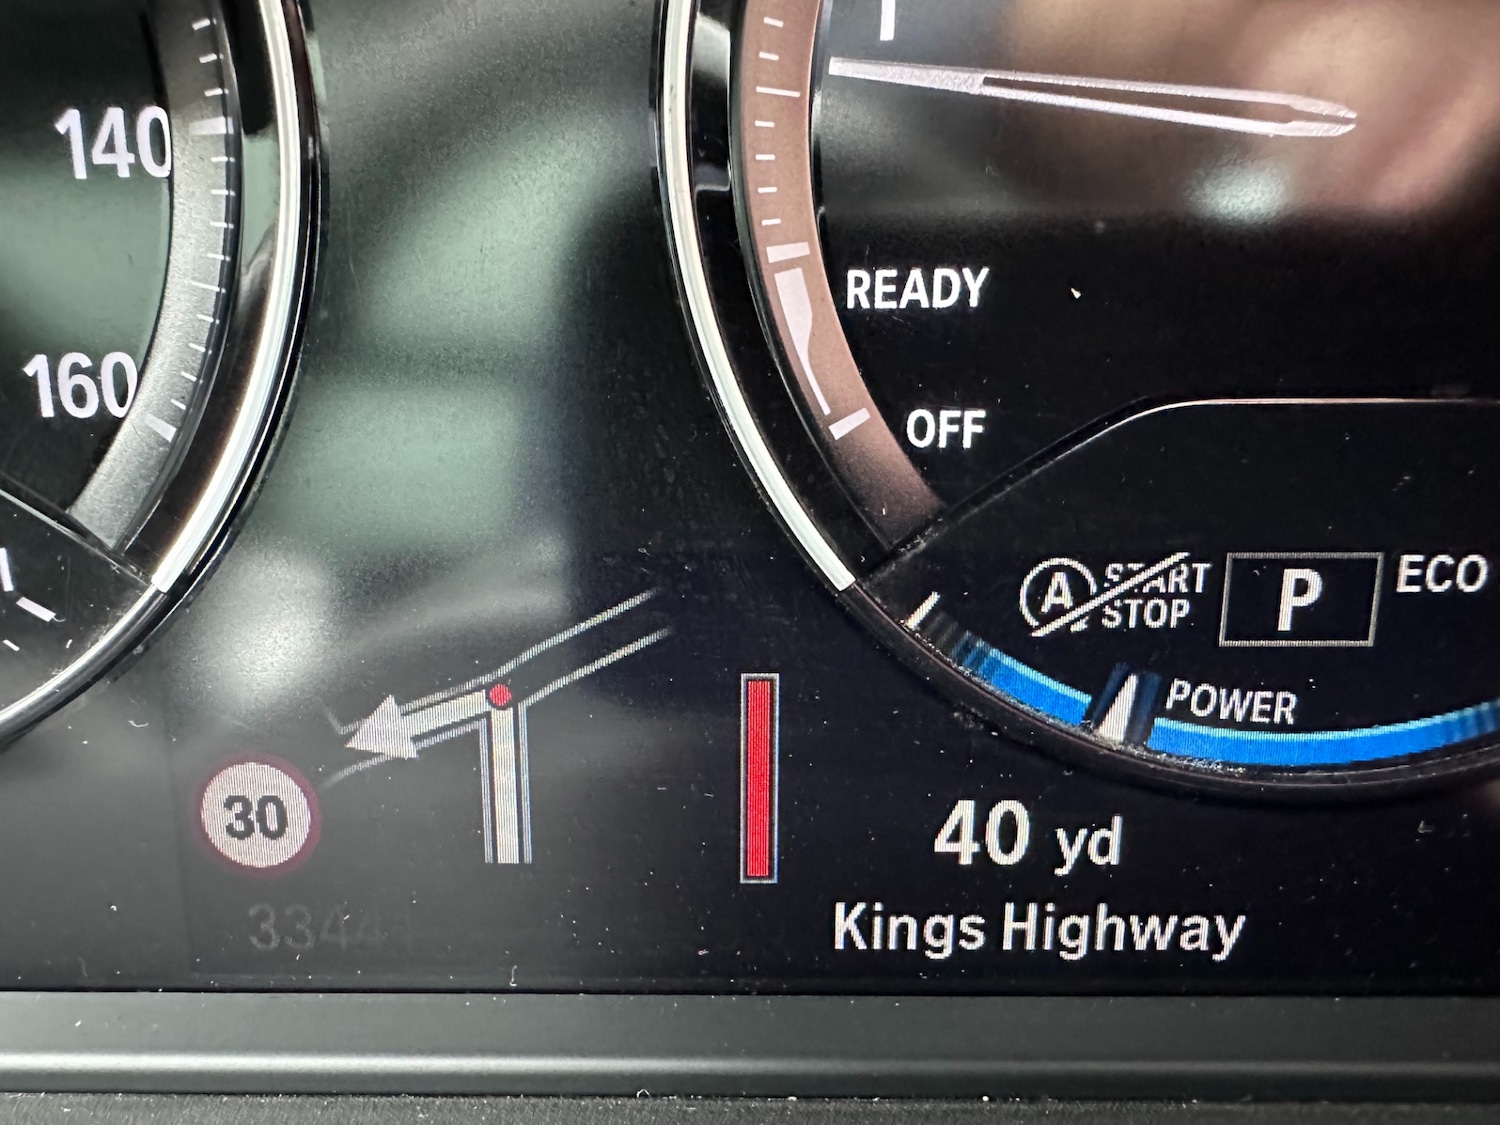 140
160
READY
OFF
A START
STOP
P
ECO
POWER
30
40 yd
Kings Highway